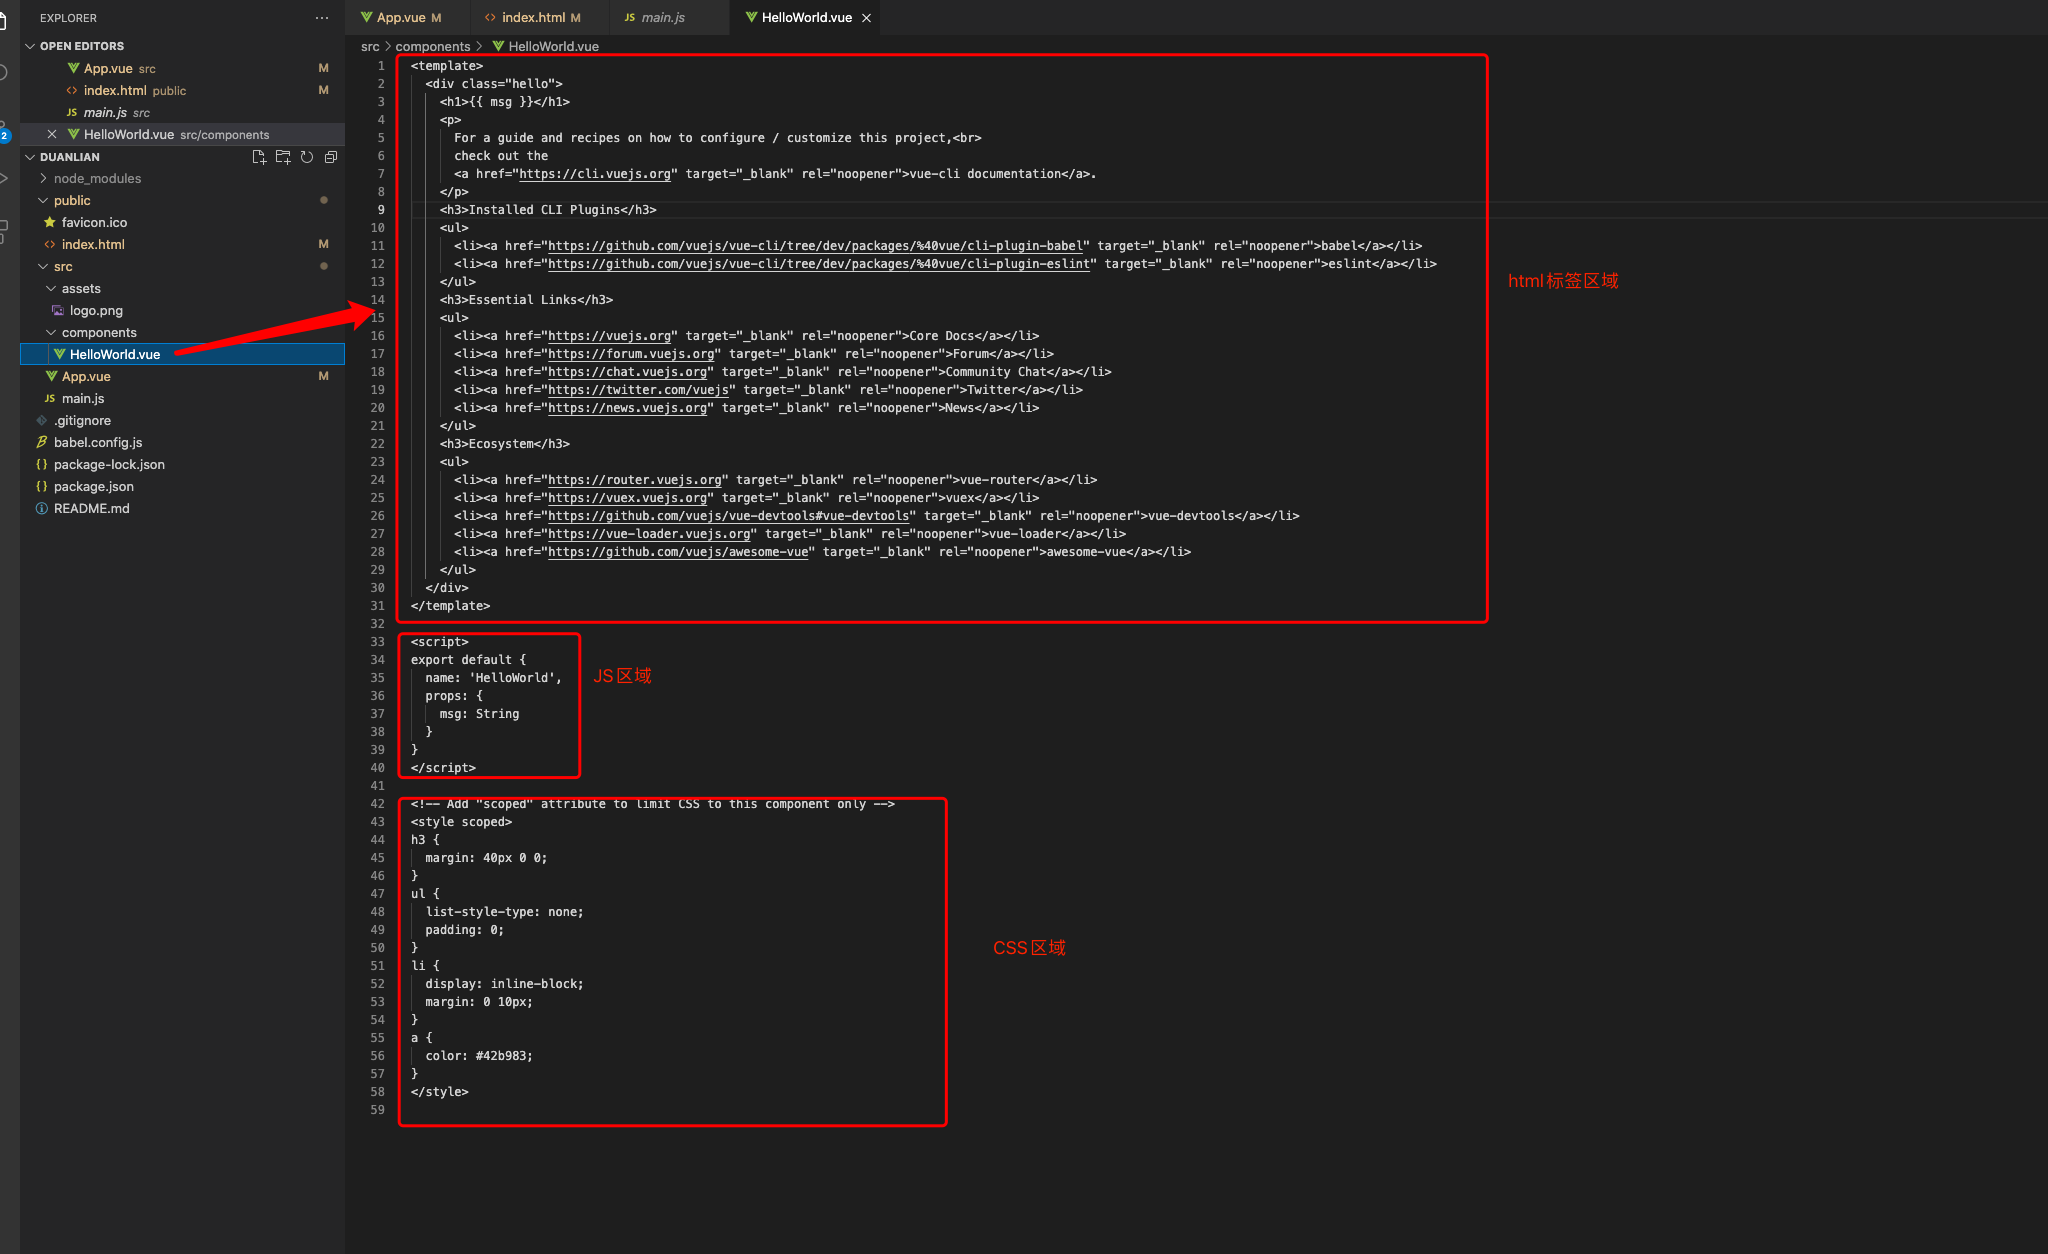 EXPLORER
OPEN EDITORS
App.vue src M
index.html public M
main.js src
HelloWorld.vue src/components
2
DUANLIAN
node_modules
public
favicon.ico
index.html M
src
assets
logo.png
components
HelloWorld.vue
App.vue M
JS main.js
.gitignore
babel.config.js
{} package-lock.json
{} package.json
README.md
App.vue M
index.html M
JS main.js
HelloWorld.vue
src > components > HelloWorld.vue
1 <template>
2 <div class="hello">
3 <h1>{{ msg }}</h1>
4 <p>
5 For a guide and recipes on how to configure / customize this project,<br>
6 check out the
7 <a href="https://cli.vuejs.org" target="_blank" rel="noopener">vue-cli documentation</a>.
8 </p>
9 <h3>Installed CLI Plugins</h3>
10 <ul>
11 <li><a href="https://github.com/vuejs/vue-cli/tree/dev/packages/%40vue/cli-plugin-babel" target="_blank" rel="noopener">babel</a></li>
12 <li><a href="https://github.com/vuejs/vue-cli/tree/dev/packages/%40vue/cli-plugin-eslint" target="_blank" rel="noopener">eslint</a></li>
13 </ul>
14 <h3>Essential Links</h3>
15 <ul>
16 <li><a href="https://vuejs.org" target="_blank" rel="noopener">Core Docs</a></li>
17 <li><a href="https://forum.vuejs.org" target="_blank" rel="noopener">Forum</a></li>
18 <li><a href="https://chat.vuejs.org" target="_blank" rel="noopener">Community Chat</a></li>
19 <li><a href="https://twitter.com/vuejs" target="_blank" rel="noopener">Twitter</a></li>
20 <li><a href="https://news.vuejs.org" target="_blank" rel="noopener">News</a></li>
21 </ul>
22 <h3>Ecosystem</h3>
23 <ul>
24 <li><a href="https://router.vuejs.org" target="_blank" rel="noopener">vue-router</a></li>
25 <li><a href="https://vuex.vuejs.org" target="_blank" rel="noopener">vuex</a></li>
26 <li><a href="https://github.com/vuejs/vue-devtools#vue-devtools" target="_blank" rel="noopener">vue-devtools</a></li>
27 <li><a href="https://vue-loader.vuejs.org" target="_blank" rel="noopener">vue-loader</a></li>
28 <li><a href="https://github.com/vuejs/awesome-vue" target="_blank" rel="noopener">awesome-vue</a></li>
29 </ul>
30 </div>
31 </template>
32
33 <script>
34 export default {
35 name: 'HelloWorld',
36 props: {
37 msg: String
38 }
39 }
40 </script>
41
42 <!-- Add "scoped" attribute to limit CSS to this component only -->
43 <style scoped>
44 h3 {
45 margin: 40px 0 0;
46 }
47 ul {
48 list-style-type: none;
49 padding: 0;
50 }
51 li {
52 display: inline-block;
53 margin: 0 10px;
54 }
55 a {
56 color: #42b983;
57 }
58 </style>
59
html标签区域
JS区域
CSS区域